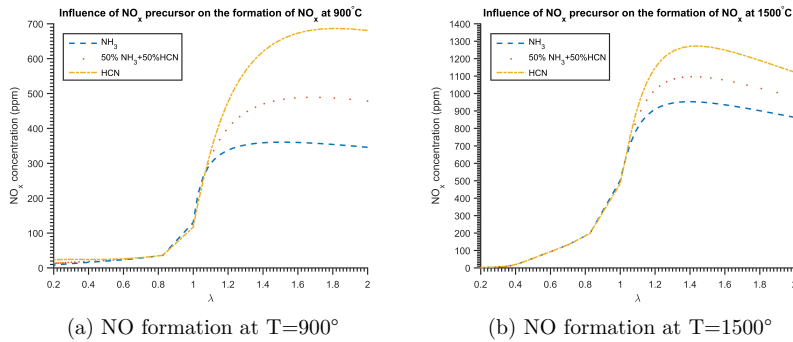 Influence of NOx precursor on the formation of NOx at 900°C
700
600
500
400
300
200
100
0
NOx concentration (ppm)
NH3
50% NH3+50%HCN
HCN
0.2 0.4 0.6 0.8 1 1.2 1.4 1.6 1.8 2
λ
(a) NO formation at T=900°
Influence of NOx precursor on the formation of NOx at 1500°C
1400
1300
1200
1100
1000
900
800
700
600
500
400
300
200
100
0
NOx concentration (ppm)
NH3
50% NH3+50%HCN
HCN
0.2 0.4 0.6 0.8 1 1.2 1.4 1.6 1.8 2
λ
(b) NO formation at T=1500°